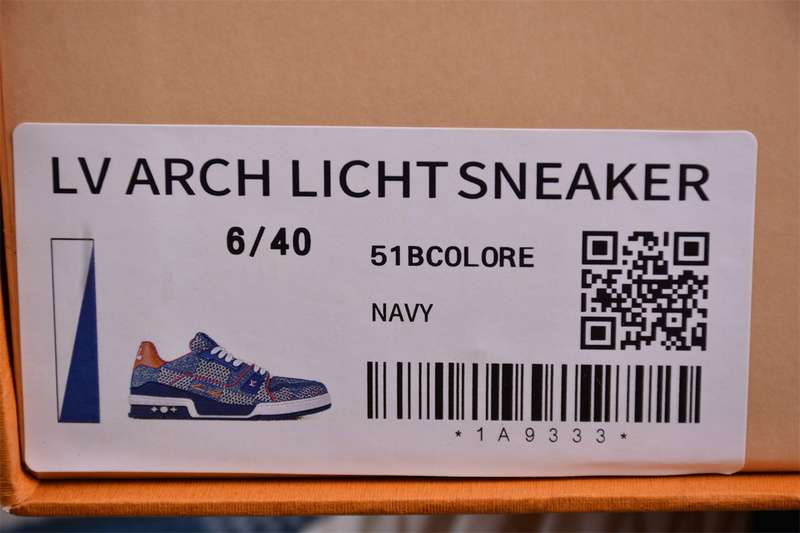 LV ARCH LICHT SNEAKER
6/40
51BCOLORE
NAVY
*1A9333*